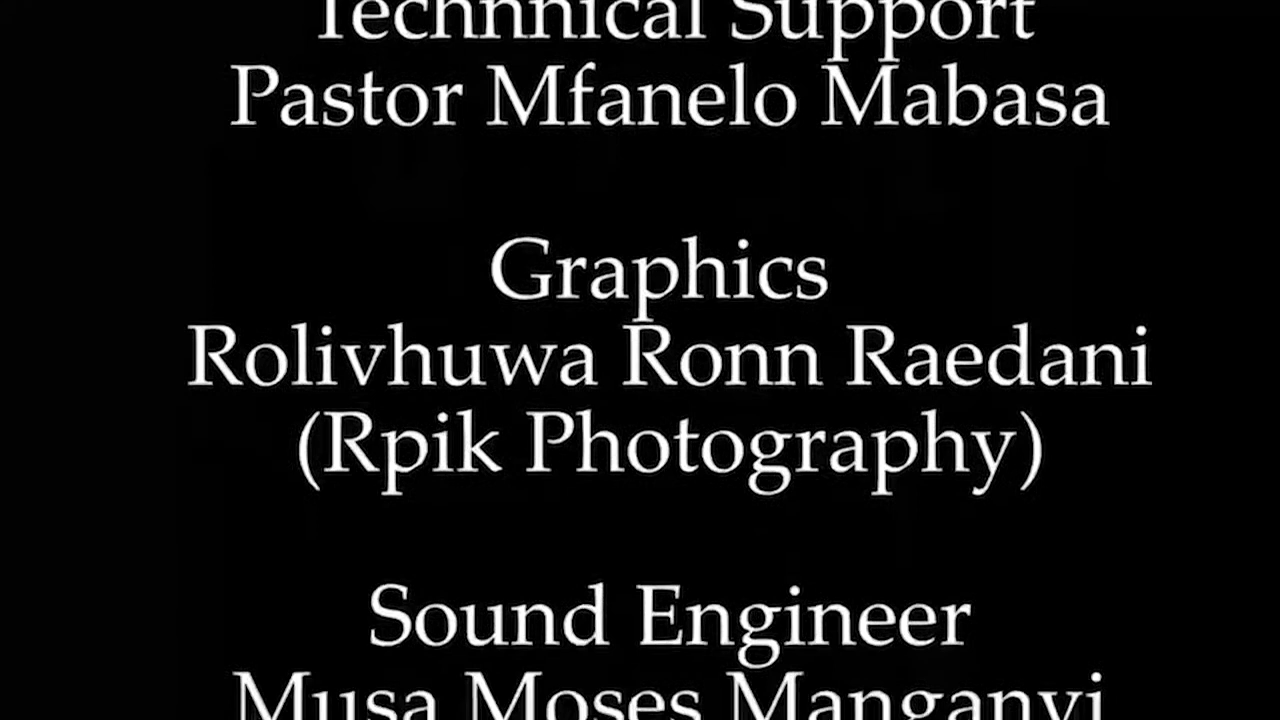 Technnical Support
Pastor Mfanelo Mabasa
Graphics
Rolivhuwa Ronn Raedani
(Rpik Photography)
Sound Engineer
Musa Moses Manganyi